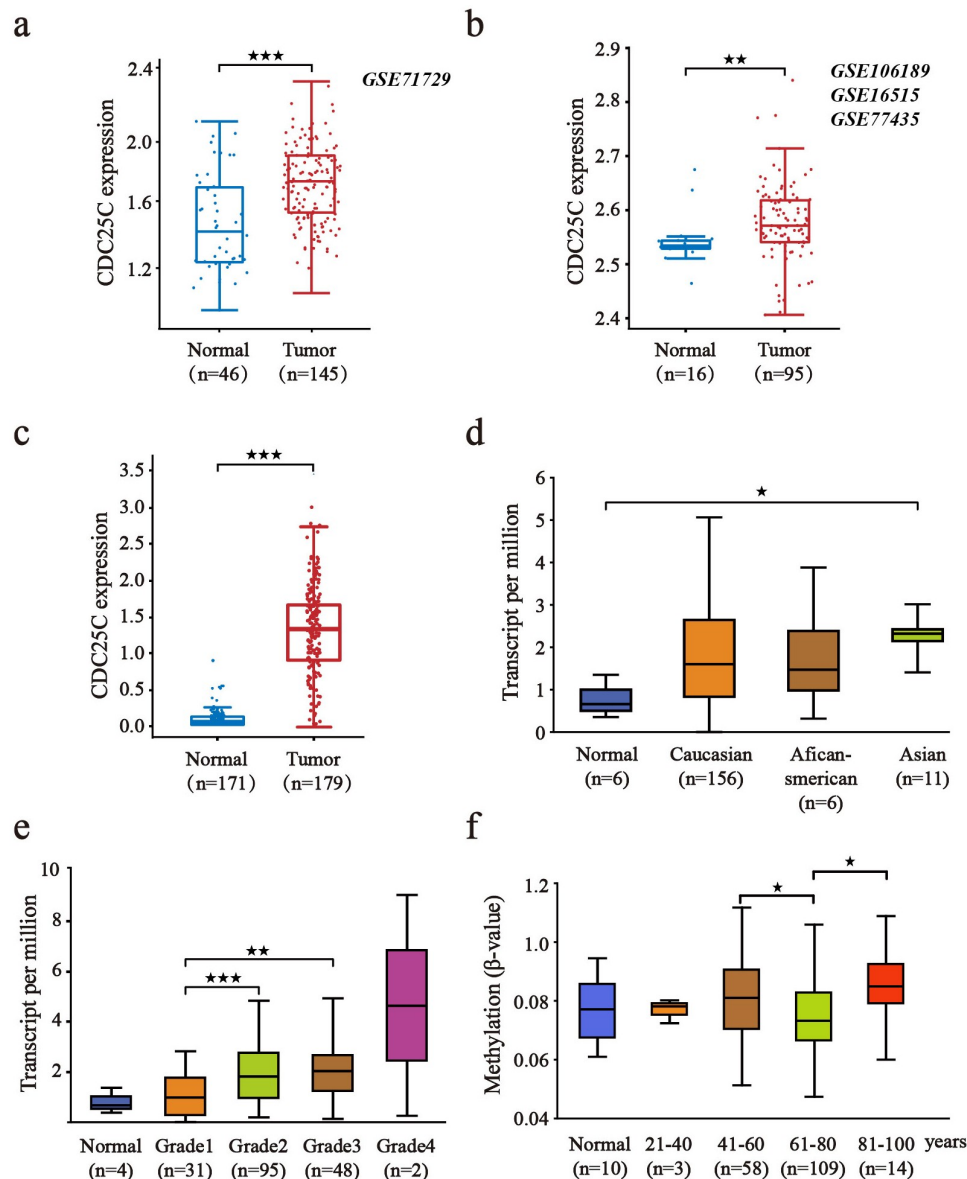 a
★★★
GSE71729
2.4
2.0
1.6
1.2
CDC25C expression
Normal
(n=46)
Tumor
(n=145)
b
★★
GSE106189
GSE16515
GSE77435
2.9
2.8
2.7
2.6
2.5
2.4
CDC25C expression
Normal
(n=16)
Tumor
(n=95)
c
★★★
3.5
3.0
2.5
2.0
1.5
1.0
0.5
0.0
CDC25C expression
Normal
(n=171)
Tumor
(n=179)
d
★
6
5
4
3
2
1
0
Transcript per million
Normal
(n=6)
Caucasian
(n=156)
Afican-
smerican
(n=6)
Asian
(n=11)
e
★★
★★★
10
8
6
4
2
Transcript per million
Normal
(n=4)
Grade1
(n=31)
Grade2
(n=95)
Grade3
(n=48)
Grade4
(n=2)
f
★
★
1.2
1.0
0.08
0.06
0.04
Methylation (β-value)
Normal
(n=10)
21-40
(n=3)
41-60
(n=58)
61-80
(n=109)
81-100
(n=14)
years